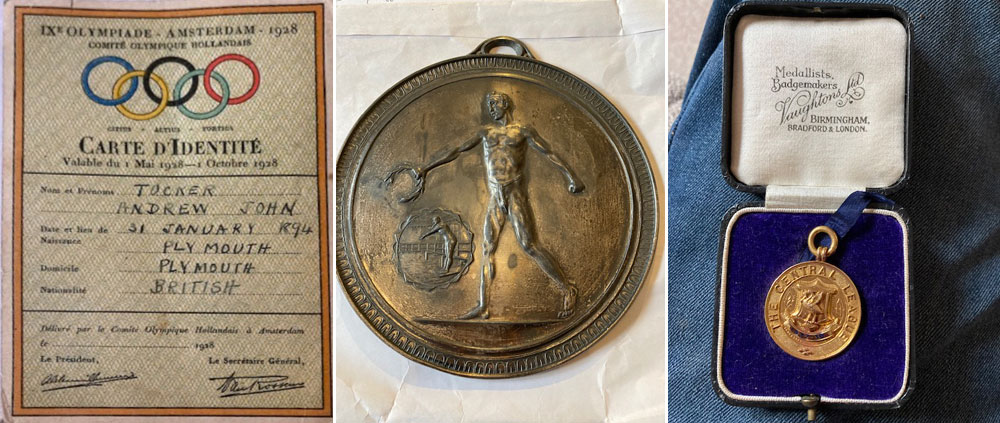 IXE OLYMPIADE - AMSTERDAM - 1928
COMITÉ OLYMPIQUE HOLLANDAIS
CITIUS - ALTIUS - FORTIUS
CARTE D'IDENTITÉ
Valable du 1 Mai 1928—1 Octobre 1928
Nom et Prénoms TOCKER
ANDREW JOHN
Date et lieu de 31 JANUARY 1894
Naissance PLYMOUTH
Domicile PLYMOUTH
Nationalité BRITISH
Délivré par le Comité Olympique Hollandais à Amsterdam
le 1928
Le Président, Le Secrétaire Général,
Medallists,
Badgemakers,
Vaughtons Ltd
BIRMINGHAM,
BRADFORD & LONDON.
THE CENTRAL LEAGUE